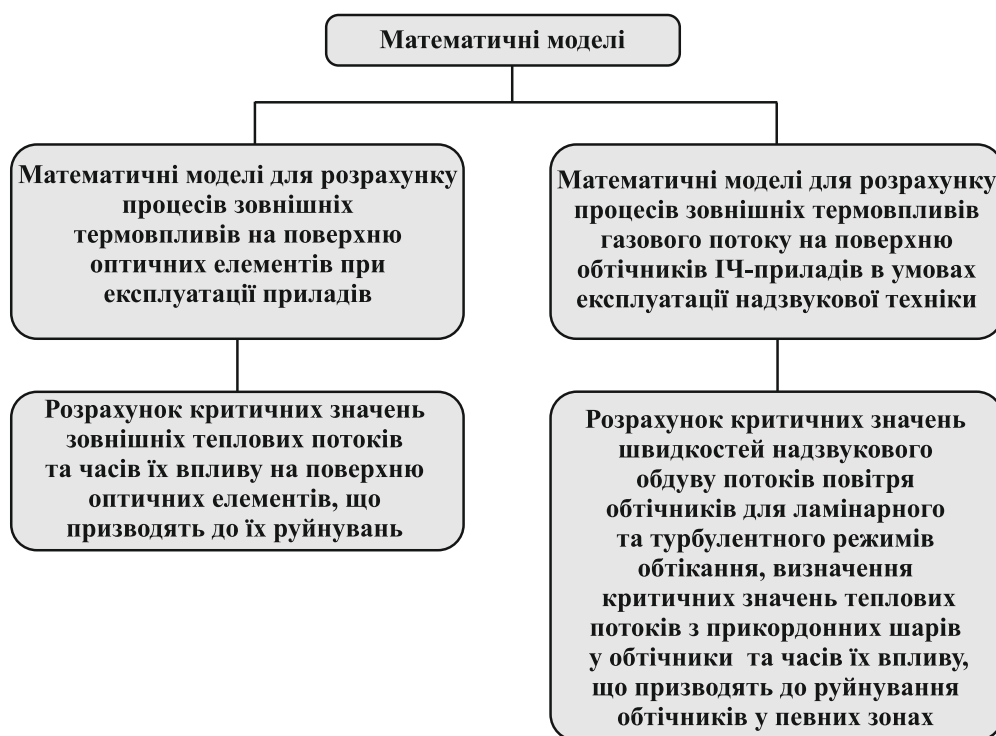 Математичні моделі
Математичні моделі для розрахунку
процесів зовнішніх
термовпливів на поверхню
оптичних елементів при
експлуатації приладів
Математичні моделі для розрахунку
процесів зовнішніх термовпливів
газового потоку на поверхню
обтічників ІЧ-приладів в умовах
експлуатації надзвукової техніки
Розрахунок критичних значень
зовнішніх теплових потоків
та часів їх впливу на поверхню
оптичних елементів, що
призводять до їх руйнувань
Розрахунок критичних значень
швидкостей надзвукового
обдуву потоків повітря
обтічників для ламінарного
та турбулентного режимів
обтікання, визначення
критичних значень теплових
потоків з прикордонних шарів
у обтічники та часів їх впливу,
що призводять до руйнування
обтічників у певних зонах